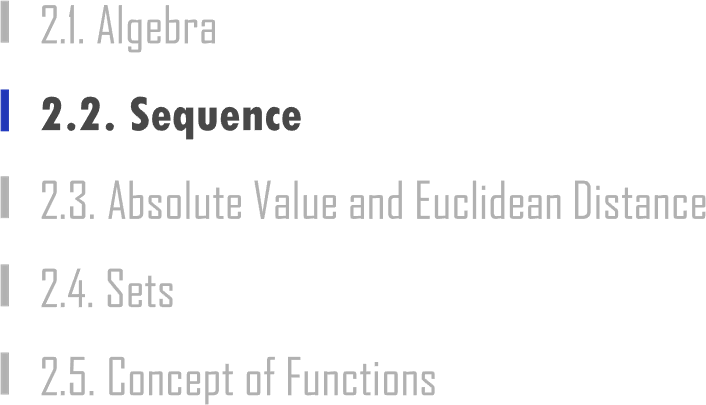 2.1. Algebra
2.2. Sequence
2.3. Absolute Value and Euclidean Distance
2.4. Sets
2.5. Concept of Functions